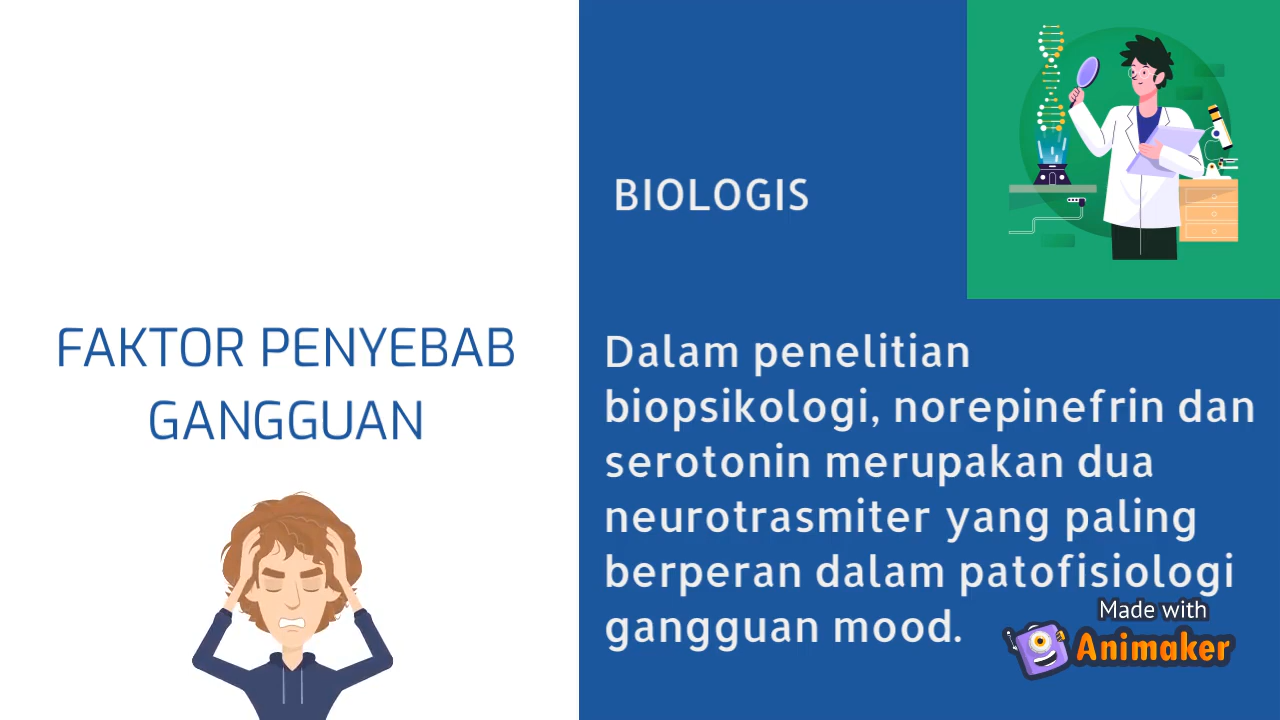 FAKTOR PENYEBAB
GANGGUAN
BIOLOGIS
Dalam penelitian
biopsikologi, norepinefrin dan
serotonin merupakan dua
neurotrasmiter yang paling
berperan dalam patofisiologi
gangguan mood.
Made with
Animaker